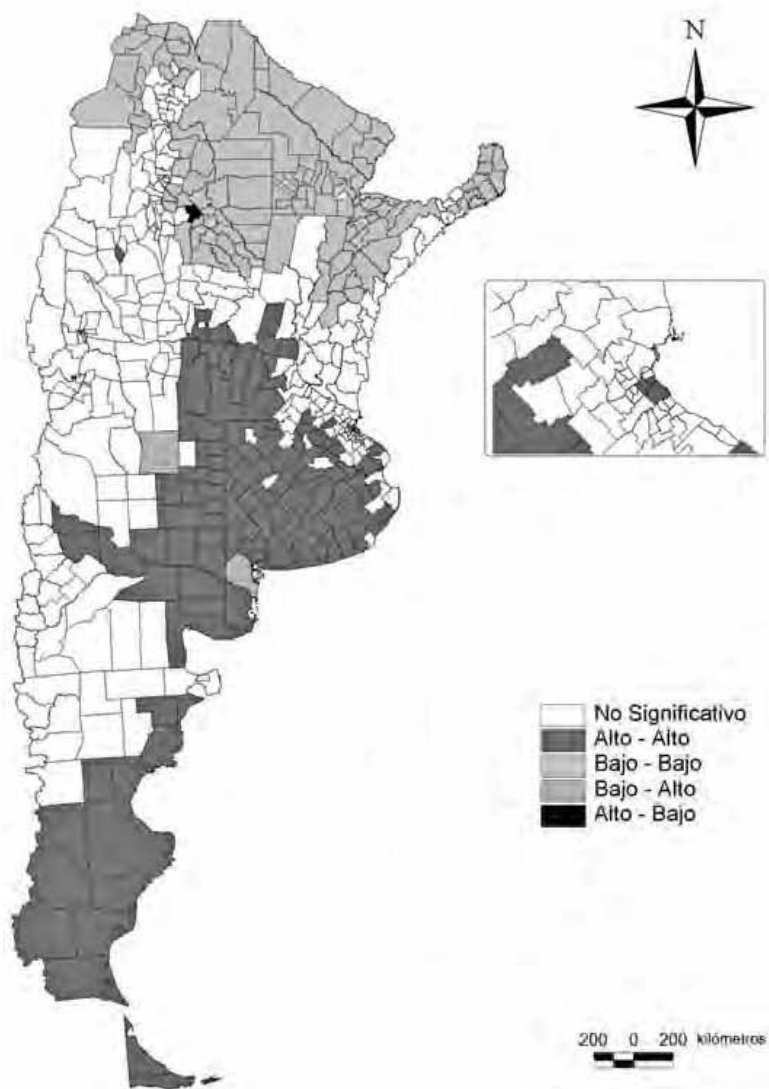 N
No Significativo
Alto - Alto
Bajo - Bajo
Bajo - Alto
Alto - Bajo
200 0 200 kilómetros